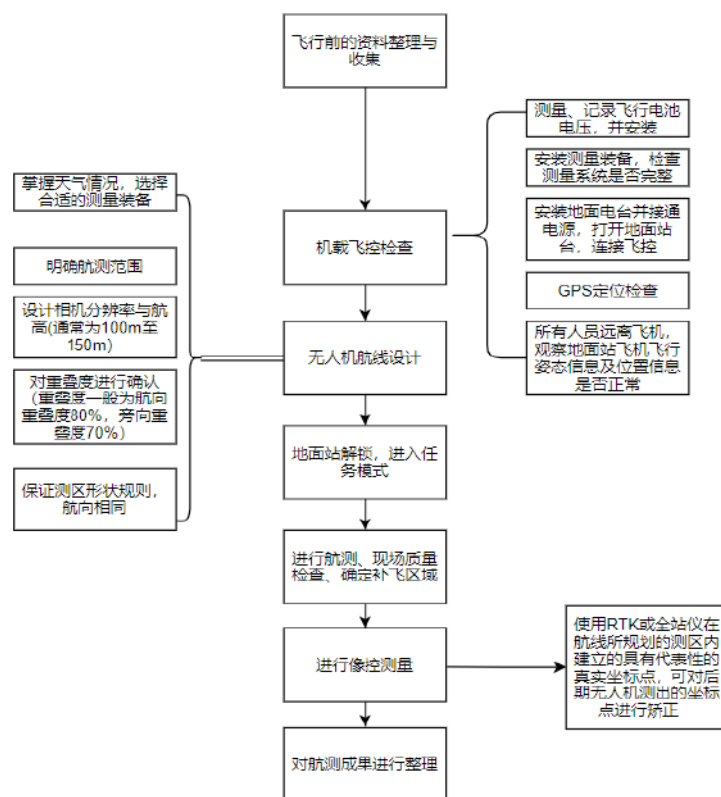 飞行前的资料整理与
收集
测量、记录飞行电池
电压，并安装
安装测量装备，检查
测量系统是否完整
掌握天气情况，选择
合适的测量装备
安装地面电台并接通
电源，打开地面站
台，连接飞控
机载飞控检查
明确航测范围
GPS定位检查
设计相机分辨率与航
高(通常为100m至
150m）
所有人员远离飞机，
观察地面站飞机飞行
姿态信息及位置信息
是否正常
无人机航线设计
对重叠度进行确认
（重叠度一般为航向
重叠度80%，旁向重
叠度70%）
地面站解锁，进入任
务模式
保证测区形状规则，
航向相同
进行航测、现场质量
检查、确定补飞区域
使用RTK或全站仪在
航线所规划的测区内
建立的具有代表性的
真实坐标点，可对后
期无人机测出的坐标
点进行矫正
进行像控测量
对航测成果进行整理